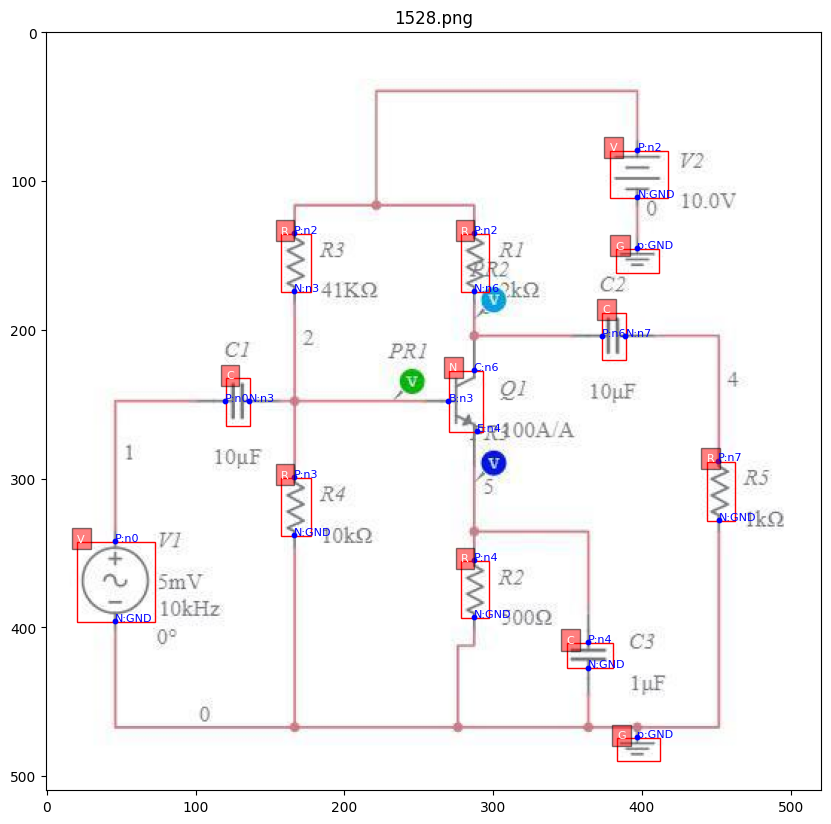 1528.png
0
100
200
300
400
500
0
100
200
300
400
500
V
P:n2
V2
10.0V
N:GND
0
G
p:GND
R
P:n2
R3
N:n3
41KΩ
R
P:n2
R1
PR2
N:n6
2kΩ
V
C2
C
P:n6
N:n7
10μF
2
C1
C
P:n0
N:n3
10μF
PR1
V
N
C:n6
B:n3
Q1
E:n4
100A/A
V
5
4
1
R
P:n3
R4
N:GND
10kΩ
R
P:n7
R5
N:GND
1kΩ
V
P:n0
V1
5mV
10kHz
N:GND
0°
R
P:n4
R2
N:GND
C
P:n4
C3
N:GND
1μF
0
G
p:GND